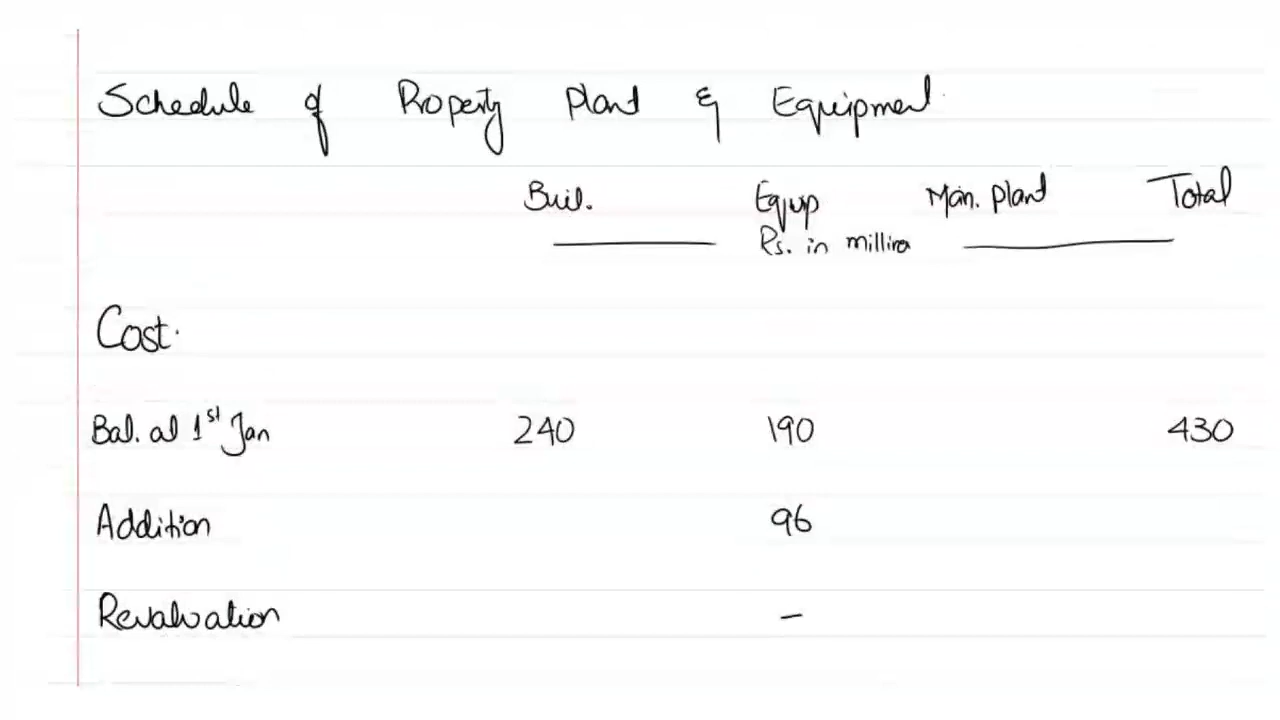 Schedule of Property Plant & Equipment
Buil. Equip Man. plant Total
Rs. in million
Cost.
Bal. at 1st Jan 240 190 430
Addition 96
Revaluation –